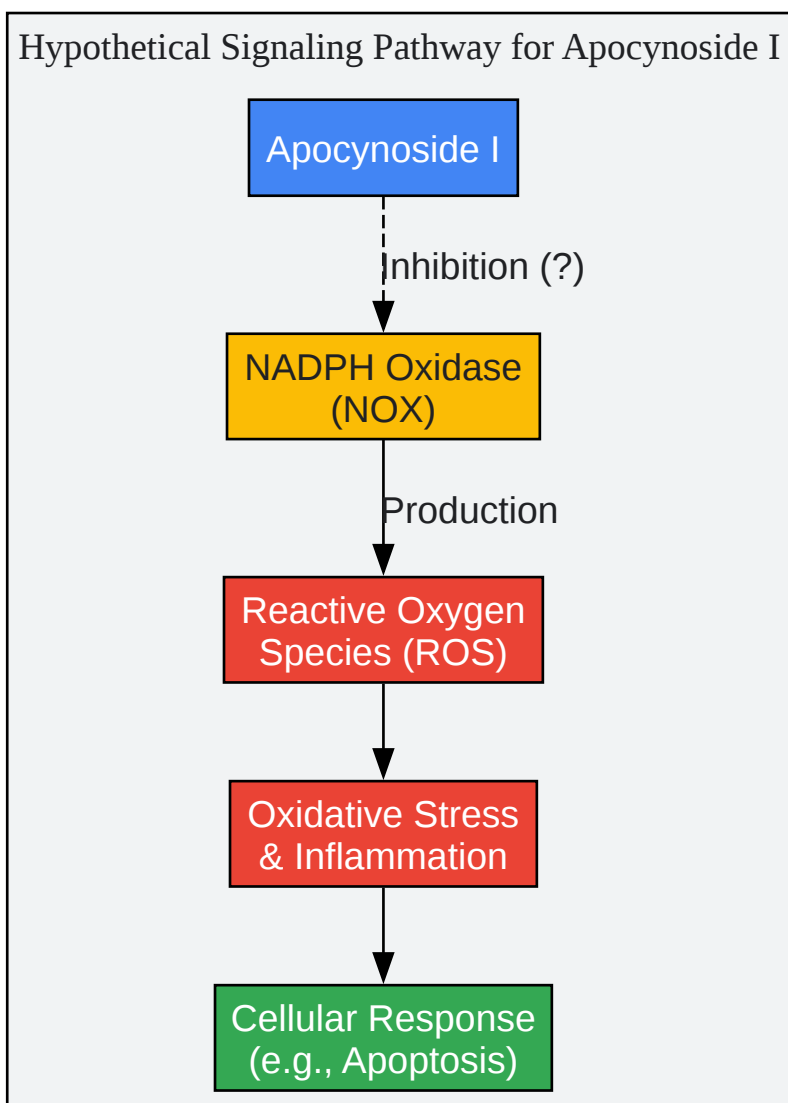 Hypothetical Signaling Pathway for Apocynoside I
Apocynoside I
Inhibition (?)
NADPH Oxidase
(NOX)
Production
Reactive Oxygen
Species (ROS)
Oxidative Stress
& Inflammation
Cellular Response
(e.g., Apoptosis)